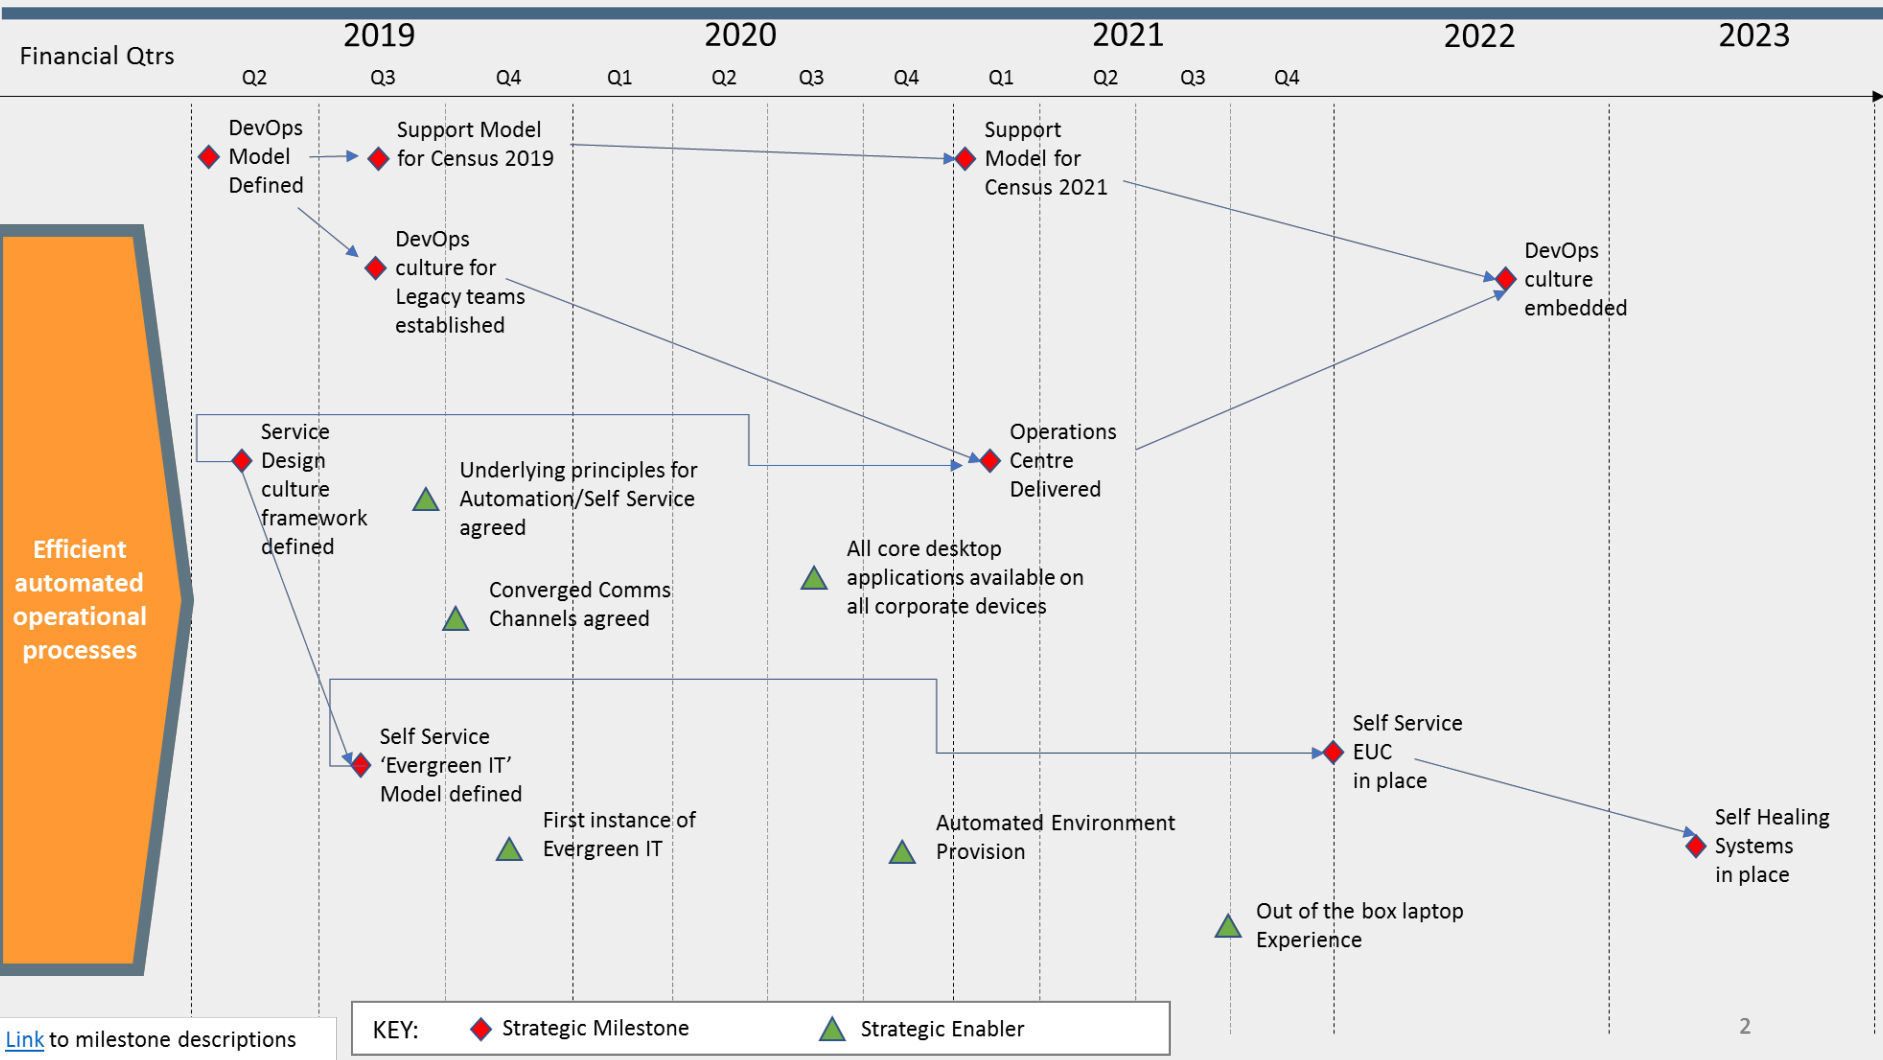 2019
2020
2021
2022
2023
Financial Qtrs
Q2
Q3
Q4
Q1
Q2
Q3
Q4
Q1
Q2
Q3
Q4
DevOps
Model
Defined
Support Model
for Census 2019
Support
Model for
Census 2021
DevOps
culture for
Legacy teams
established
DevOps
culture
embedded
Service
Design
culture
framework
defined
Underlying principles for
Automation/Self Service
agreed
Operations
Centre
Delivered
Converged Comms
Channels agreed
All core desktop
applications available on
all corporate devices
Efficient
automated
operational
processes
Self Service
‘Evergreen IT’
Model defined
Self Service
EUC
in place
First instance of
Evergreen IT
Automated Environment
Provision
Self Healing
Systems
in place
Out of the box laptop
Experience
KEY:
Strategic Milestone
Strategic Enabler
Link to milestone descriptions
2